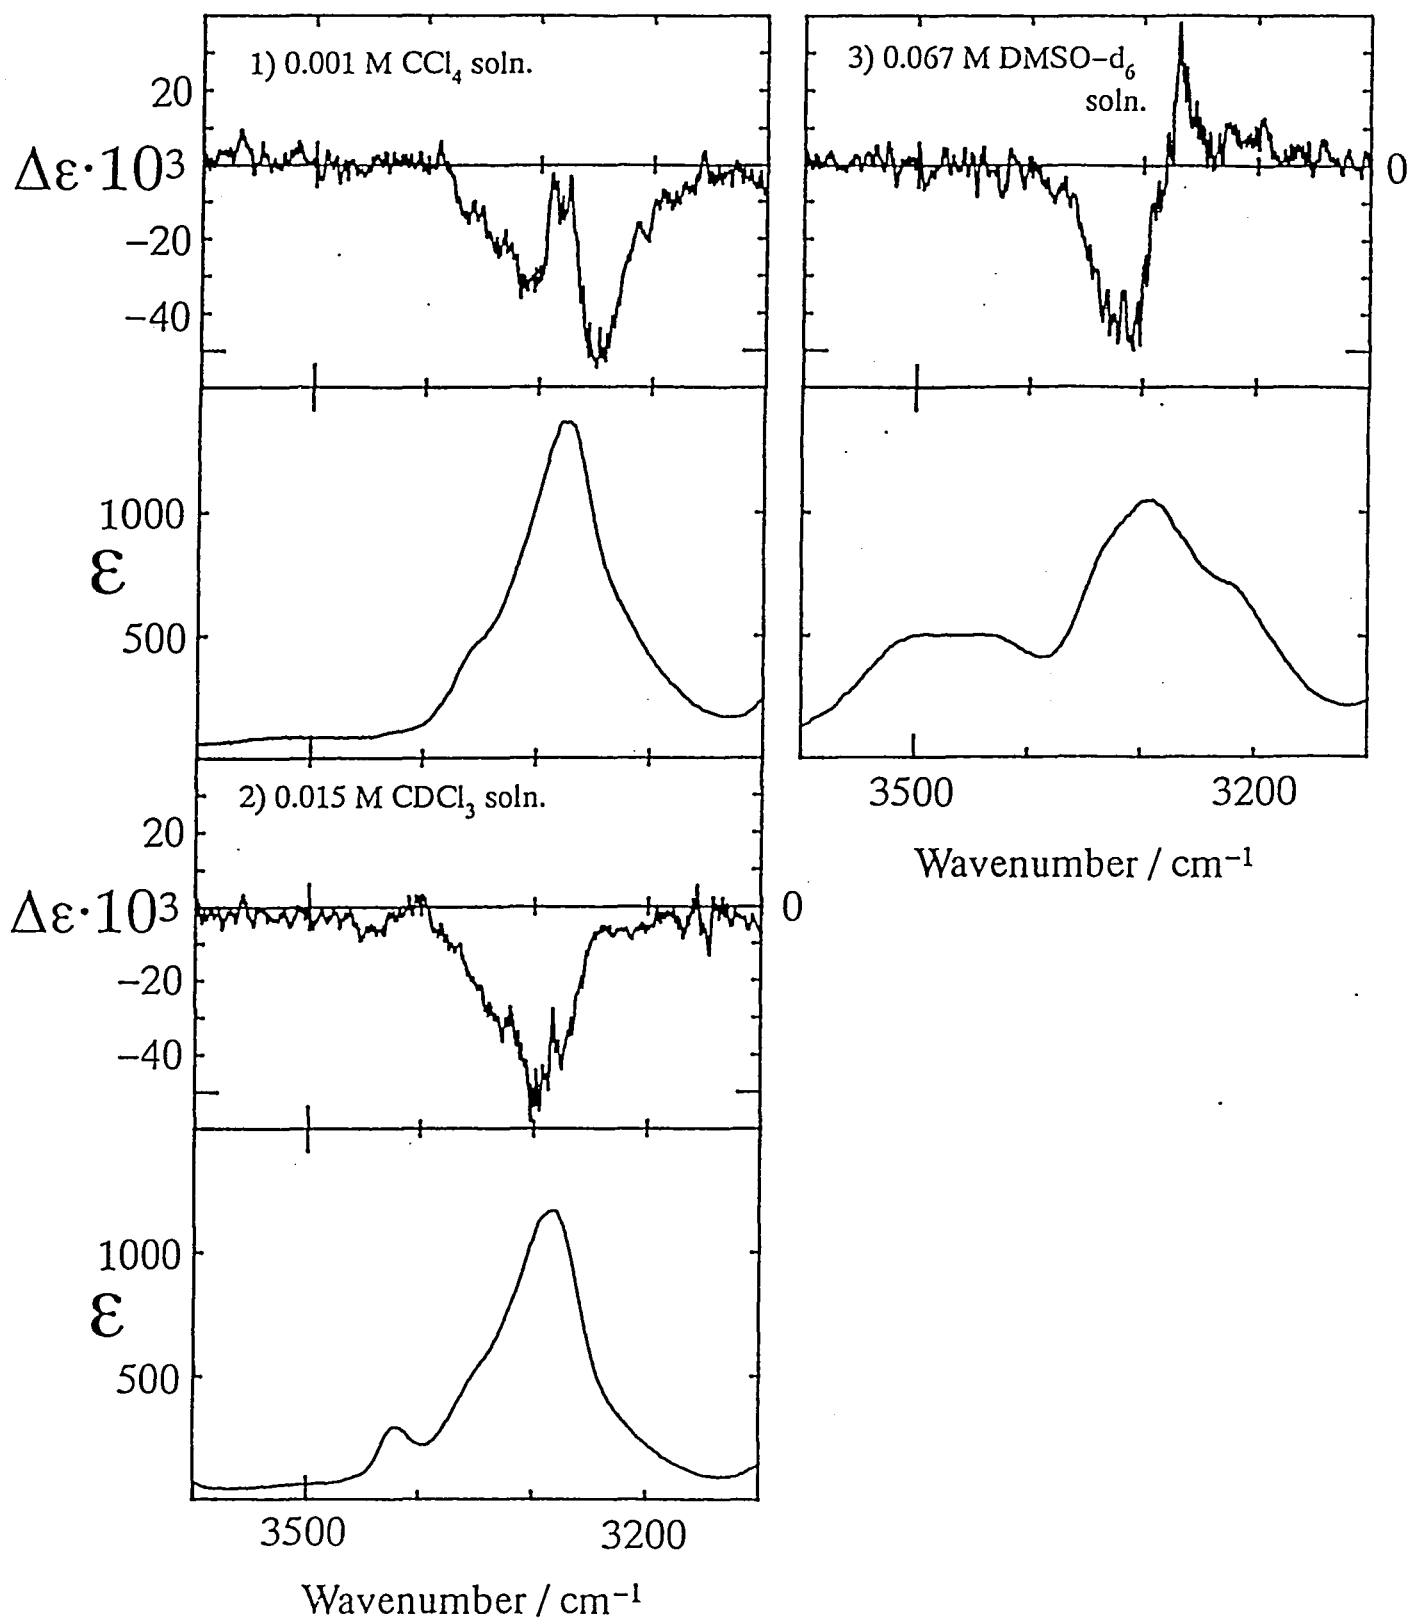 1) 0.001 M CCl4 soln.
20
Δε·103
−20
−40
1000
ε
500
3) 0.067 M DMSO−d6
soln.
0
3500 3200
Wavenumber / cm−1
2) 0.015 M CDCl3 soln.
20
Δε·103
0
−20
−40
1000
ε
500
3500 3200
Wavenumber / cm−1